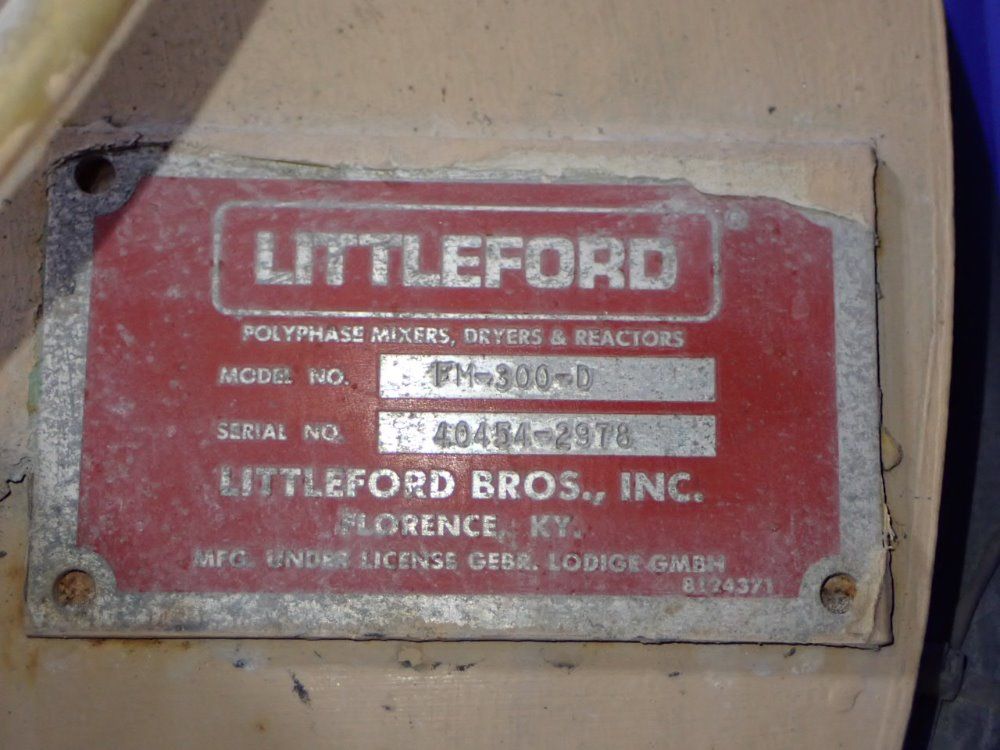 LITTLEFORD ®
POLYPHASE MIXERS, DRYERS & REACTORS
MODEL NO. FM-300-D
SERIAL NO. 40454-2978
LITTLEFORD BROS., INC.
FLORENCE, KY.
MFG. UNDER LICENSE GEBR. LODIGE GMBH
8124371